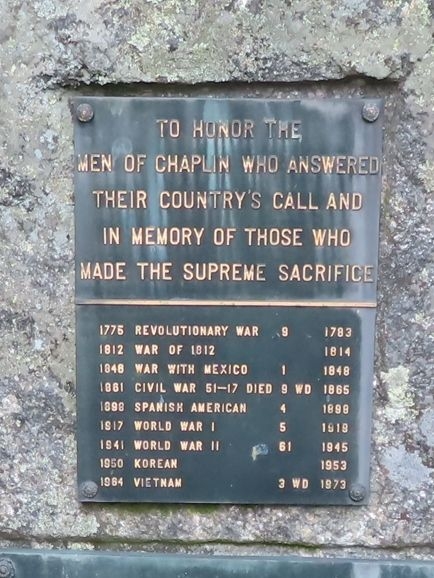 TO HONOR THE
MEN OF CHAPLIN WHO ANSWERED
THEIR COUNTRY'S CALL AND
IN MEMORY OF THOSE WHO
MADE THE SUPREME SACRIFICE
1775 REVOLUTIONARY WAR 9 1783
1812 WAR OF 1812 1814
1848 WAR WITH MEXICO 1 1848
1861 CIVIL WAR 51-17 DIED 9 WD 1865
1898 SPANISH AMERICAN 4 1898
1917 WORLD WAR I 5 1918
1941 WORLD WAR II 61 1945
1950 KOREAN 1953
1964 VIETNAM 3 WD 1973